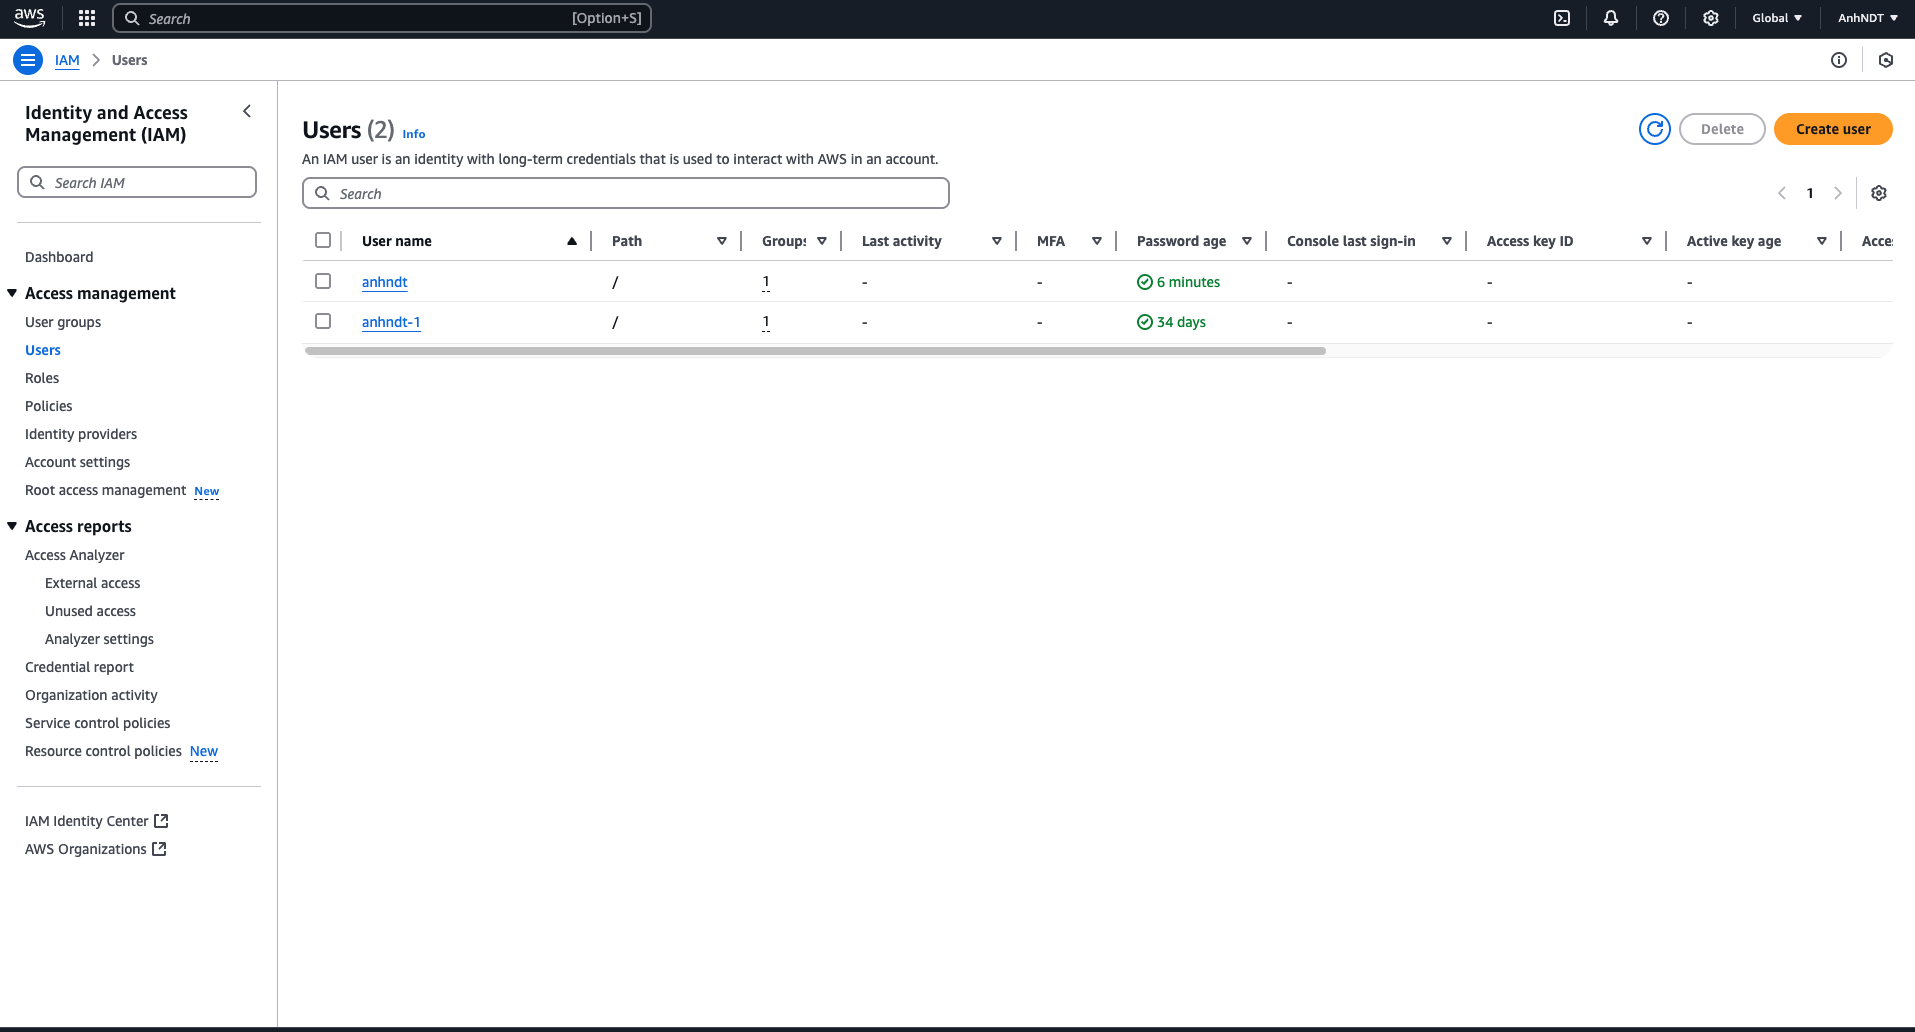 aws
Search [Option+S]
Global
AnhNDT
IAM
Users
Identity and Access
Management (IAM)
Search IAM
Dashboard
Access management
User groups
Users
Roles
Policies
Identity providers
Account settings
Root access management New
Access reports
Access Analyzer
External access
Unused access
Analyzer settings
Credential report
Organization activity
Service control policies
Resource control policies New
IAM Identity Center
AWS Organizations
Users (2) Info
An IAM user is an identity with long-term credentials that is used to interact with AWS in an account.
Delete
Create user
Search
1
User name Path Groups Last activity MFA Password age Console last sign-in Access key ID Active key age
anhndt / 1 - - 6 minutes - - -
anhndt-1 / 1 - - 34 days - - -